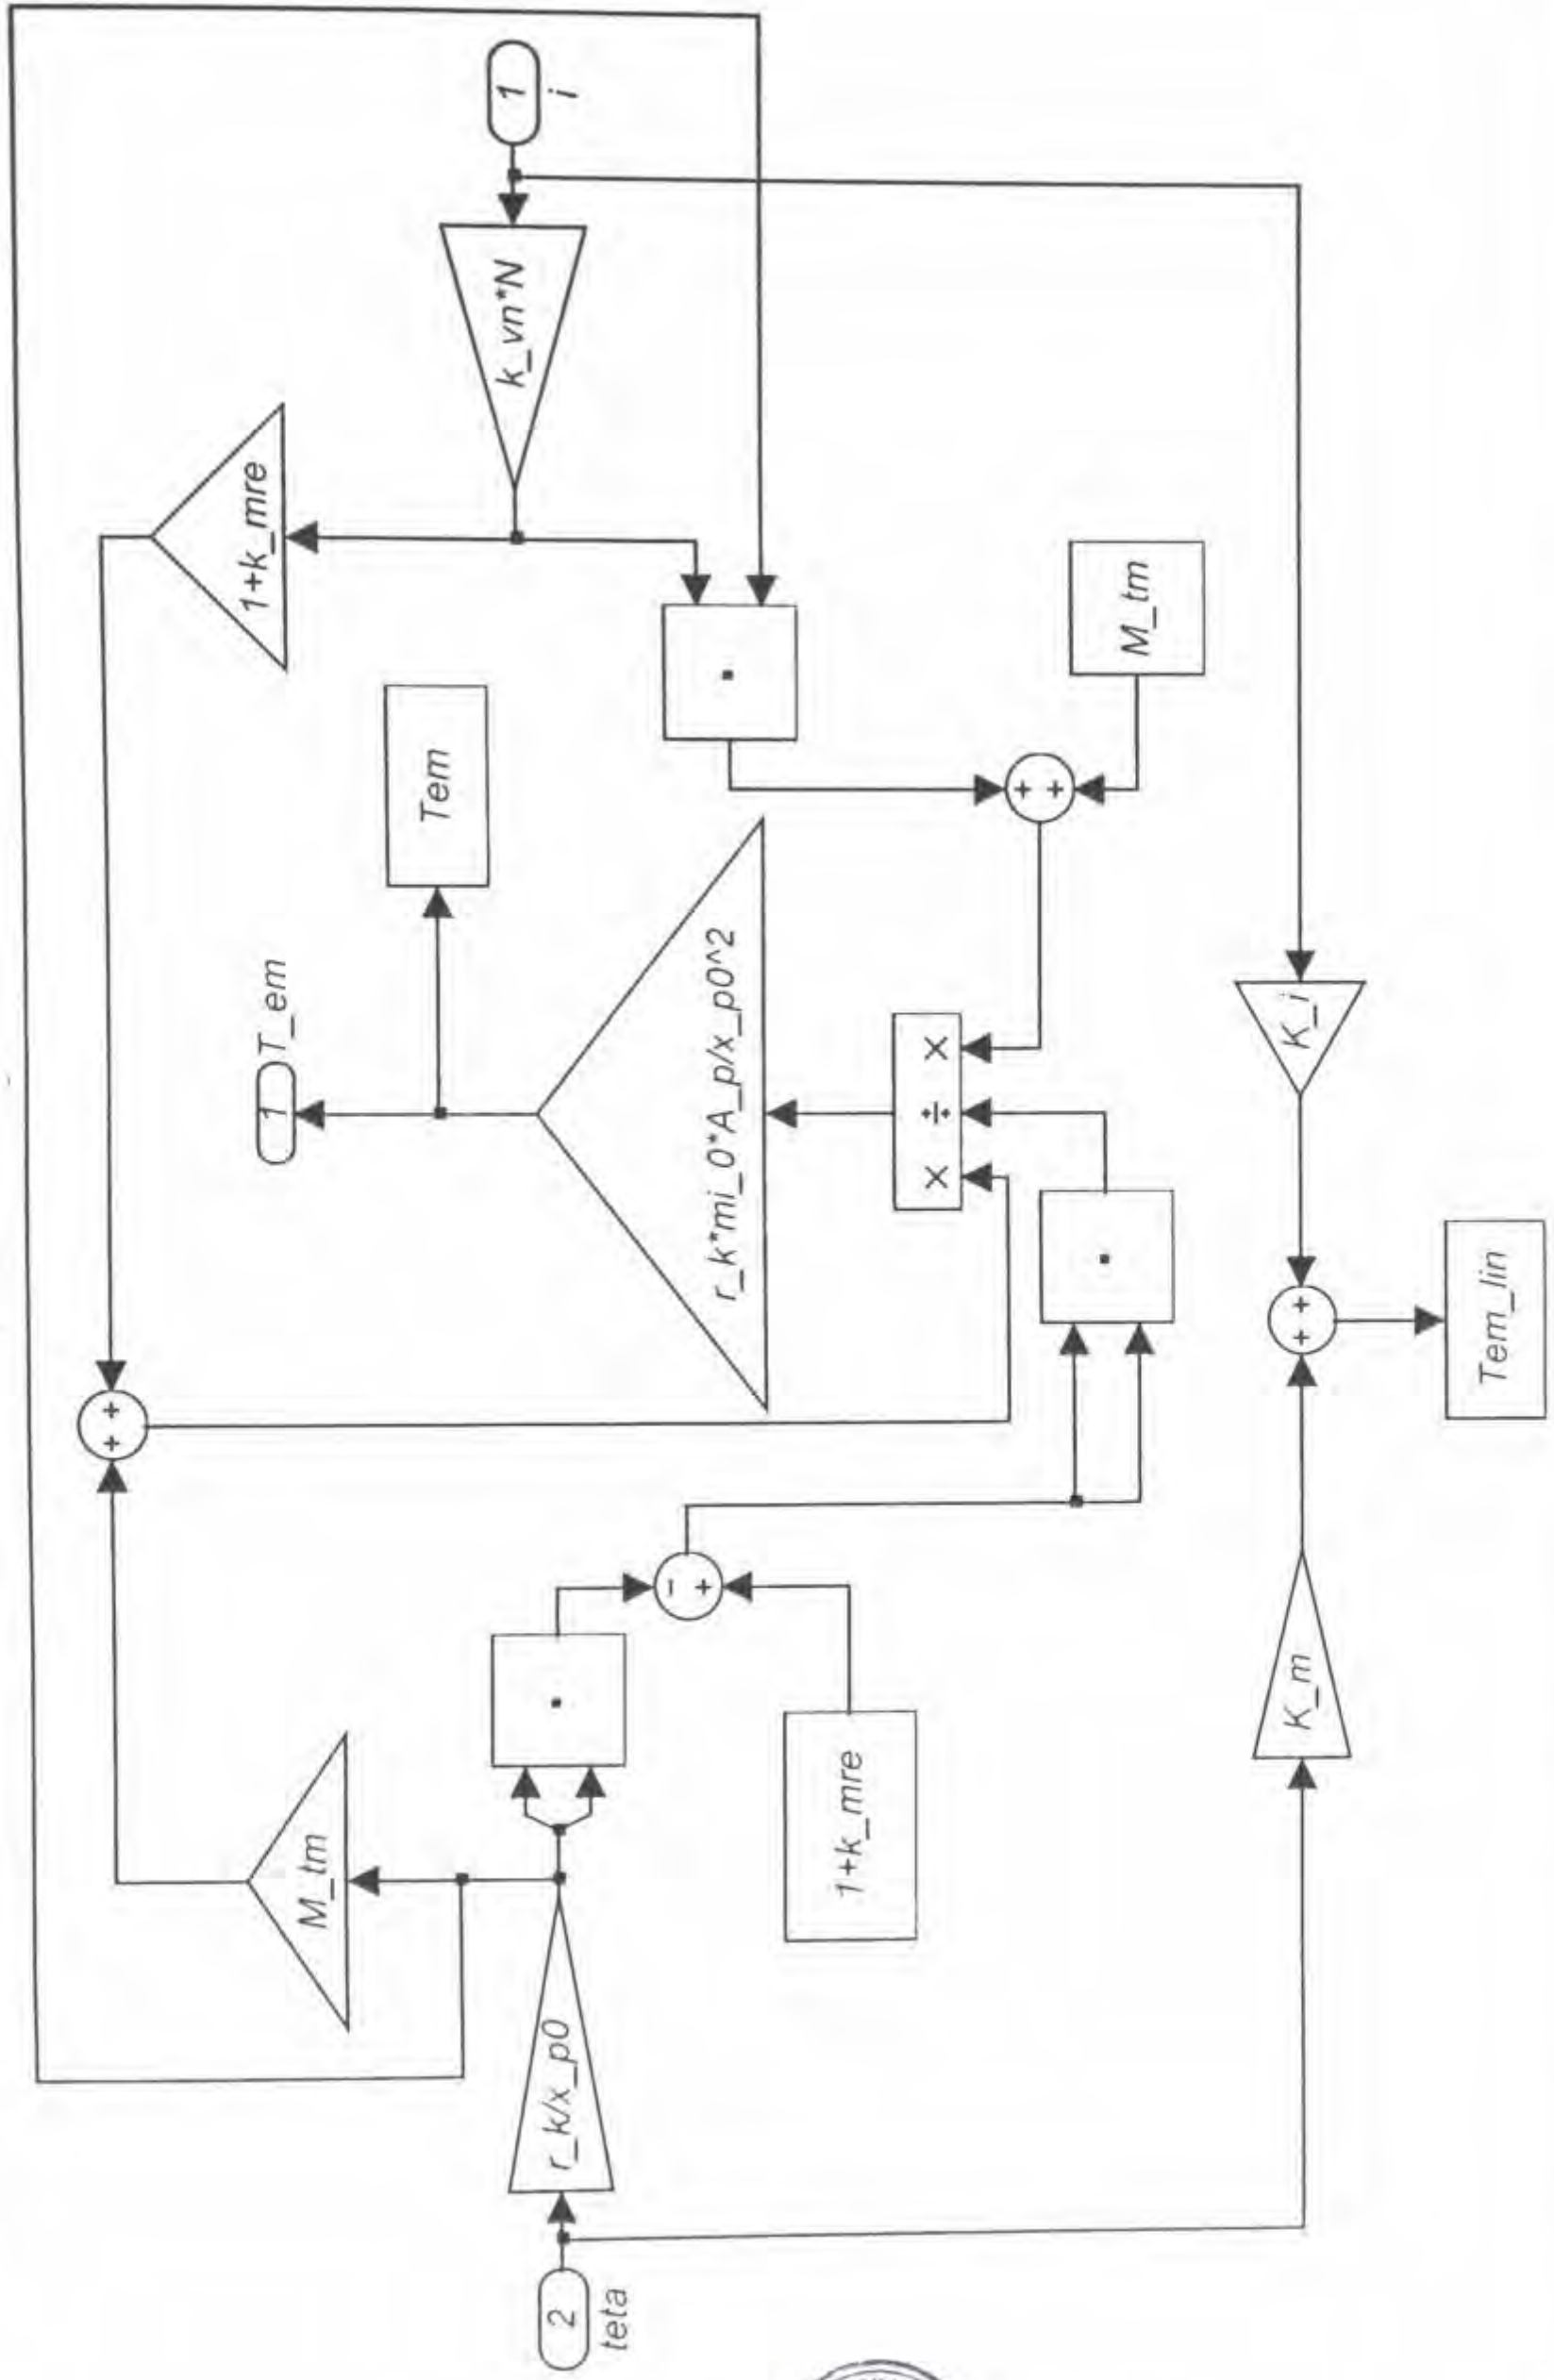 2
teta
r_k/x_p0
M_tm
1+k_mre
-
+
+
+
K_m
Tem_lin
+
+
K_i
r_k*mi_0*A_p/x_p0^2
× ÷ ×
1
T_em
Tem
+
+
M_tm
1+k_mre
k_vn*N
1
i